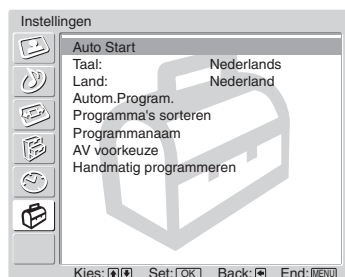 Instellingen
Auto Start
Taal: Nederlands
Land: Nederland
Autom.Program.
Programma's sorteren
Programmanaam
AV voorkeuze
Handmatig programmeren
Kies: Set: OK Back: End: MENU